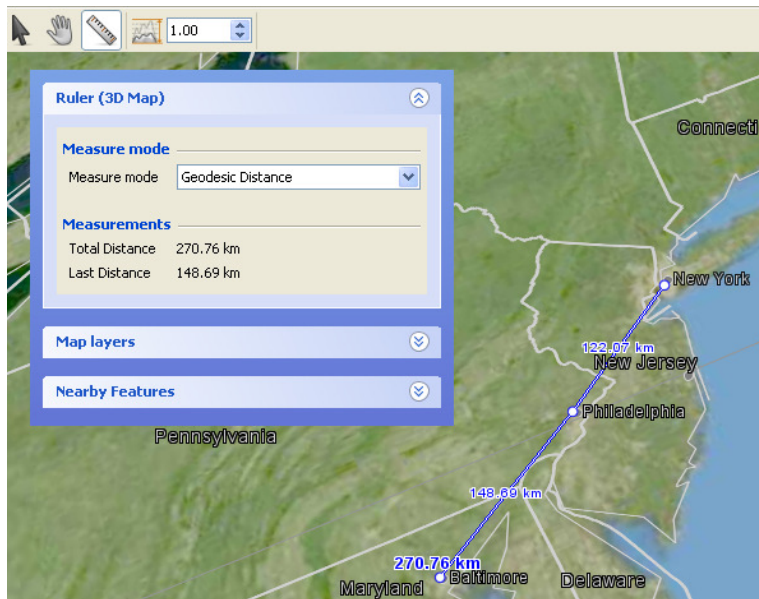 1.00
Ruler (3D Map)
Measure mode
Measure mode Geodesic Distance
Measurements
Total Distance 270.76 km
Last Distance 148.69 km
Map layers
Nearby Features
Connecti
New York
122.07 km
New Jersey
Philadelphia
Pennsylvania
148.69 km
270.76 km
Baltimore
Maryland
Delaware